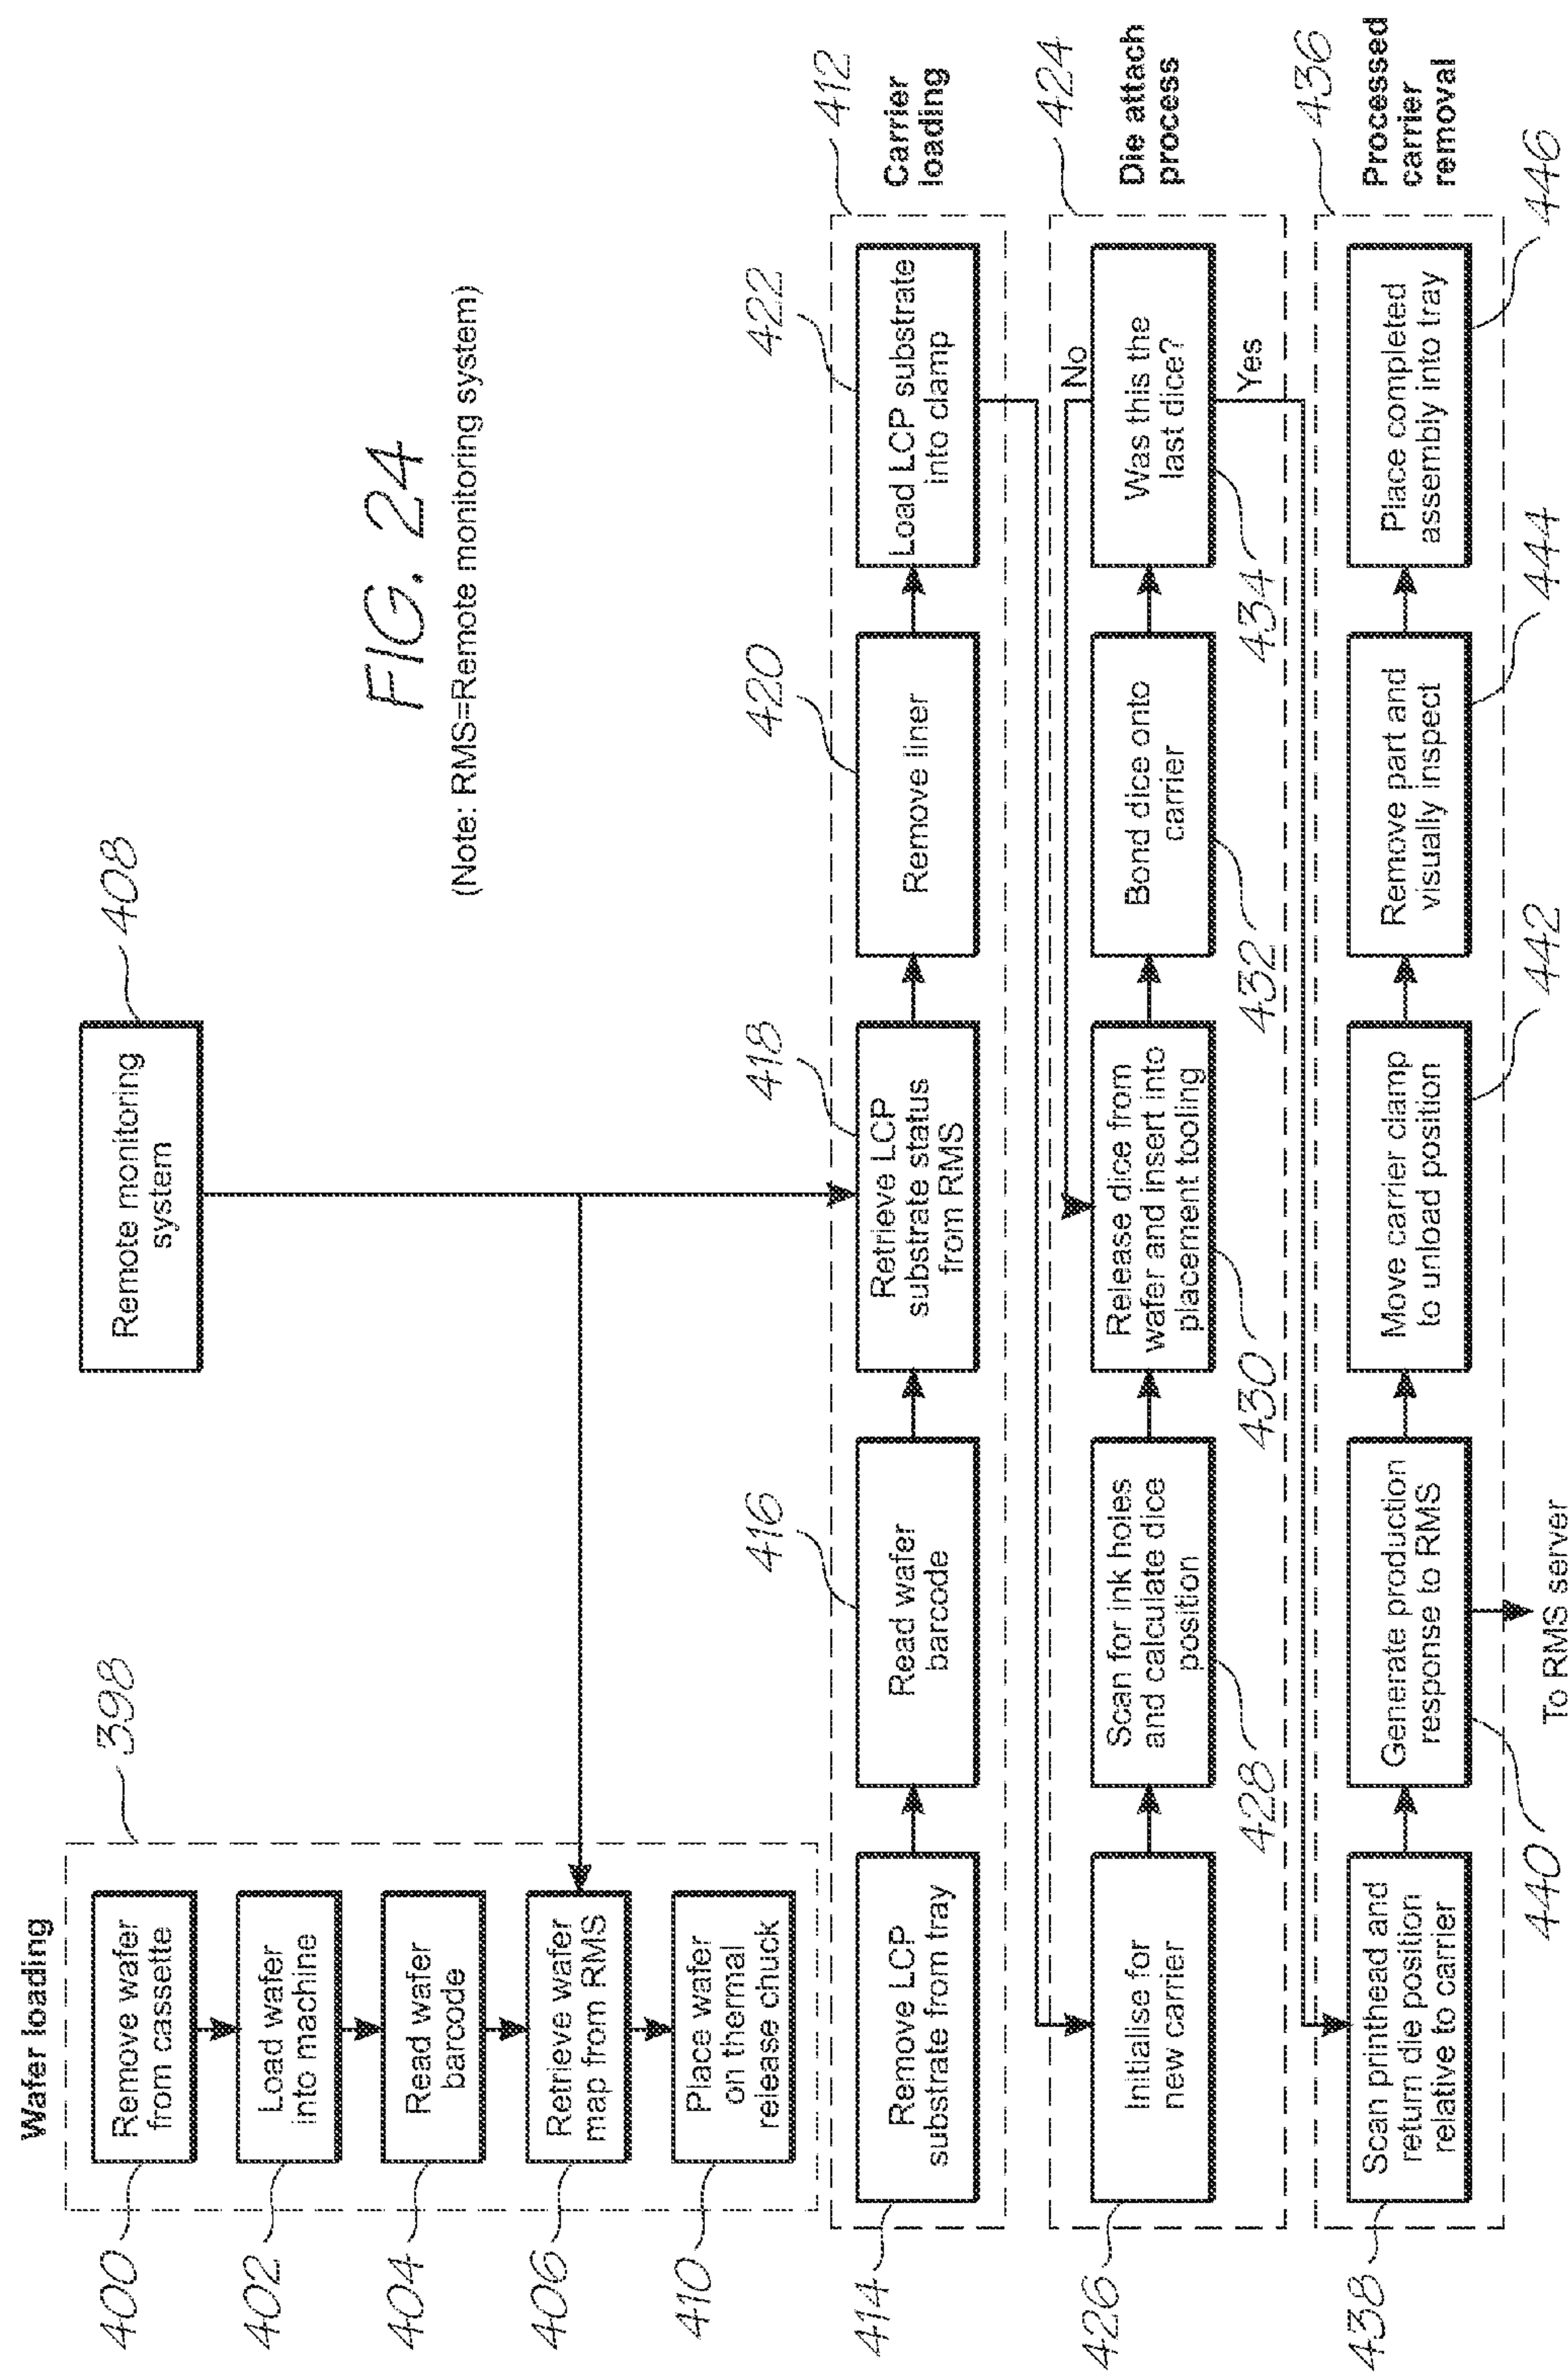 FIG. 24
(Note: RMS=Remote monitoring system)
Wafer loading
398
400
Remove wafer
from cassette
402
Load wafer
into machine
404
Read wafer
barcode
406
Retrieve wafer
map from RMS
410
Place wafer
on thermal
release chuck
408
Remote monitoring
system
412
Carrier
loading
414
Remove LCP
substrate from tray
416
Read wafer
barcode
418
Retrieve LCP
substrate status
from RMS
420
Remove liner
422
Load LCP substrate
into clamp
424
Die attach
process
426
Initialise for
new carrier
428
Scan for ink holes
and calculate dice
position
430
Release dice from
wafer and insert into
placement tooling
432
Bond dice onto
carrier
434
Was this the
last dice?
No
Yes
436
Processed
carrier
removal
438
Scan printhead and
return die position
relative to carrier
440
Generate production
response to RMS
To RMS server
442
Move carrier clamp
to unload position
444
Remove part and
visually inspect
446
Place completed
assembly into tray